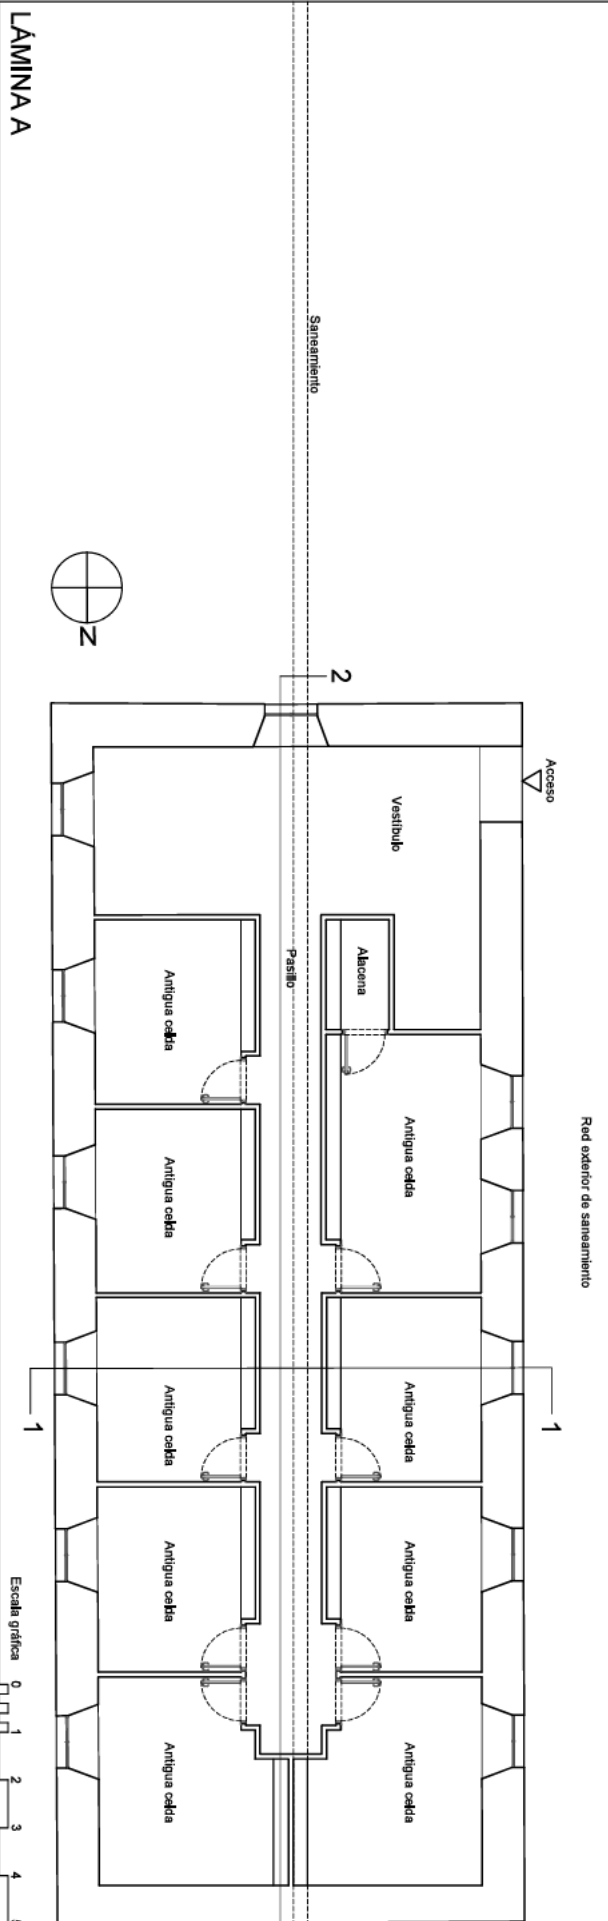 Red exterior de saneamiento
Acceso
1
Vestíbulo
Antigua celda
Antigua celda
Antigua celda
Antigua celda
Alacena
2
Saneamiento
Pasillo
Antigua celda
Antigua celda
Antigua celda
Antigua celda
Antigua celda
N
1
LÁMINA A
Escala gráfica 0 1 2 3 4